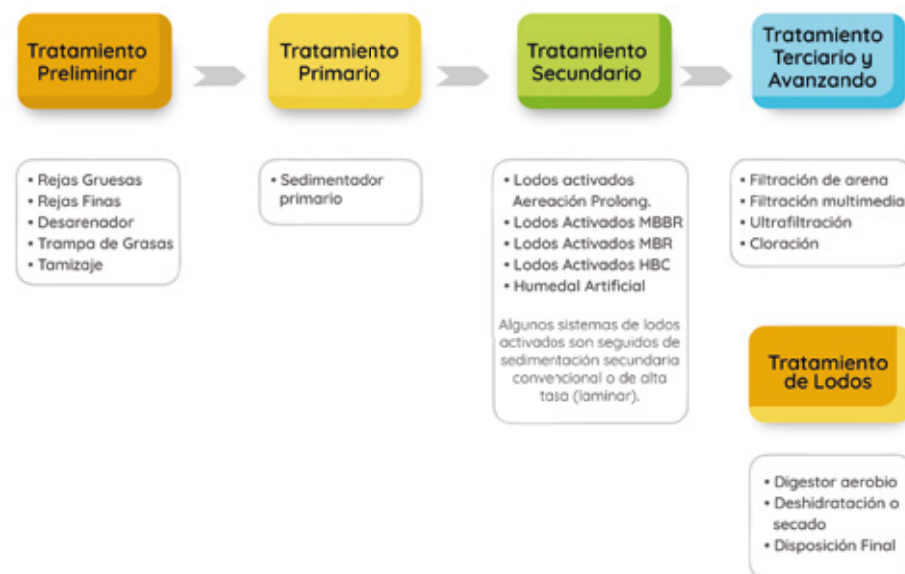 Tratamiento
Preliminar
Tratamiento
Primario
Tratamiento
Secundario
Tratamiento
Terciario y
Avanzando
• Rejas Gruesas
• Rejas Finas
• Desarenador
• Trampa de Grasas
• Tamizaje
• Sedimentador
primario
• Lodos activados
Aereación Prolong.
• Lodos Activados MBBR
• Lodos Activados MBR
• Lodos Activados HBC
• Humedal Artificial
Algunos sistemas de lodos
activados son seguidos de
sedimentación secundaria
convencional o de alta
tasa (laminar).
• Filtración de arena
• Filtración multimedia
• Ultrafiltración
• Cloración
Tratamiento
de Lodos
• Digestor aerobio
• Deshidratación o
secado
• Disposición Final